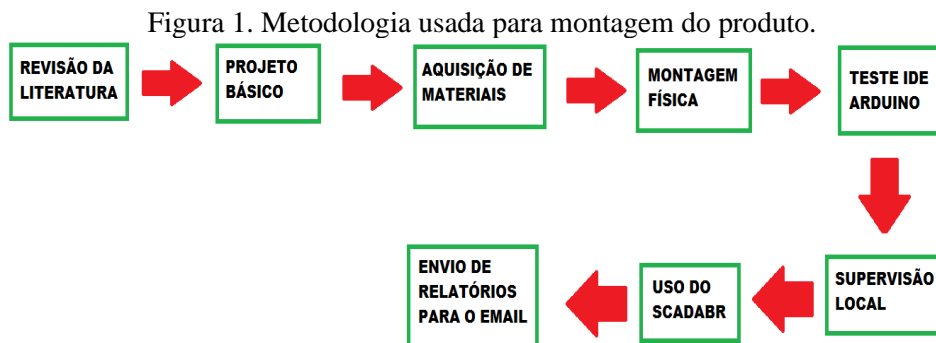 Figura 1. Metodologia usada para montagem do produto.
REVISÃO DA
LITERATURA
PROJETO
BÁSICO
AQUISIÇÃO DE
MATERIAIS
MONTAGEM
FÍSICA
TESTE IDE
ARDUINO
SUPERVISÃO
LOCAL
USO DO
SCADABR
ENVIO DE
RELATÓRIOS
PARA O EMAIL